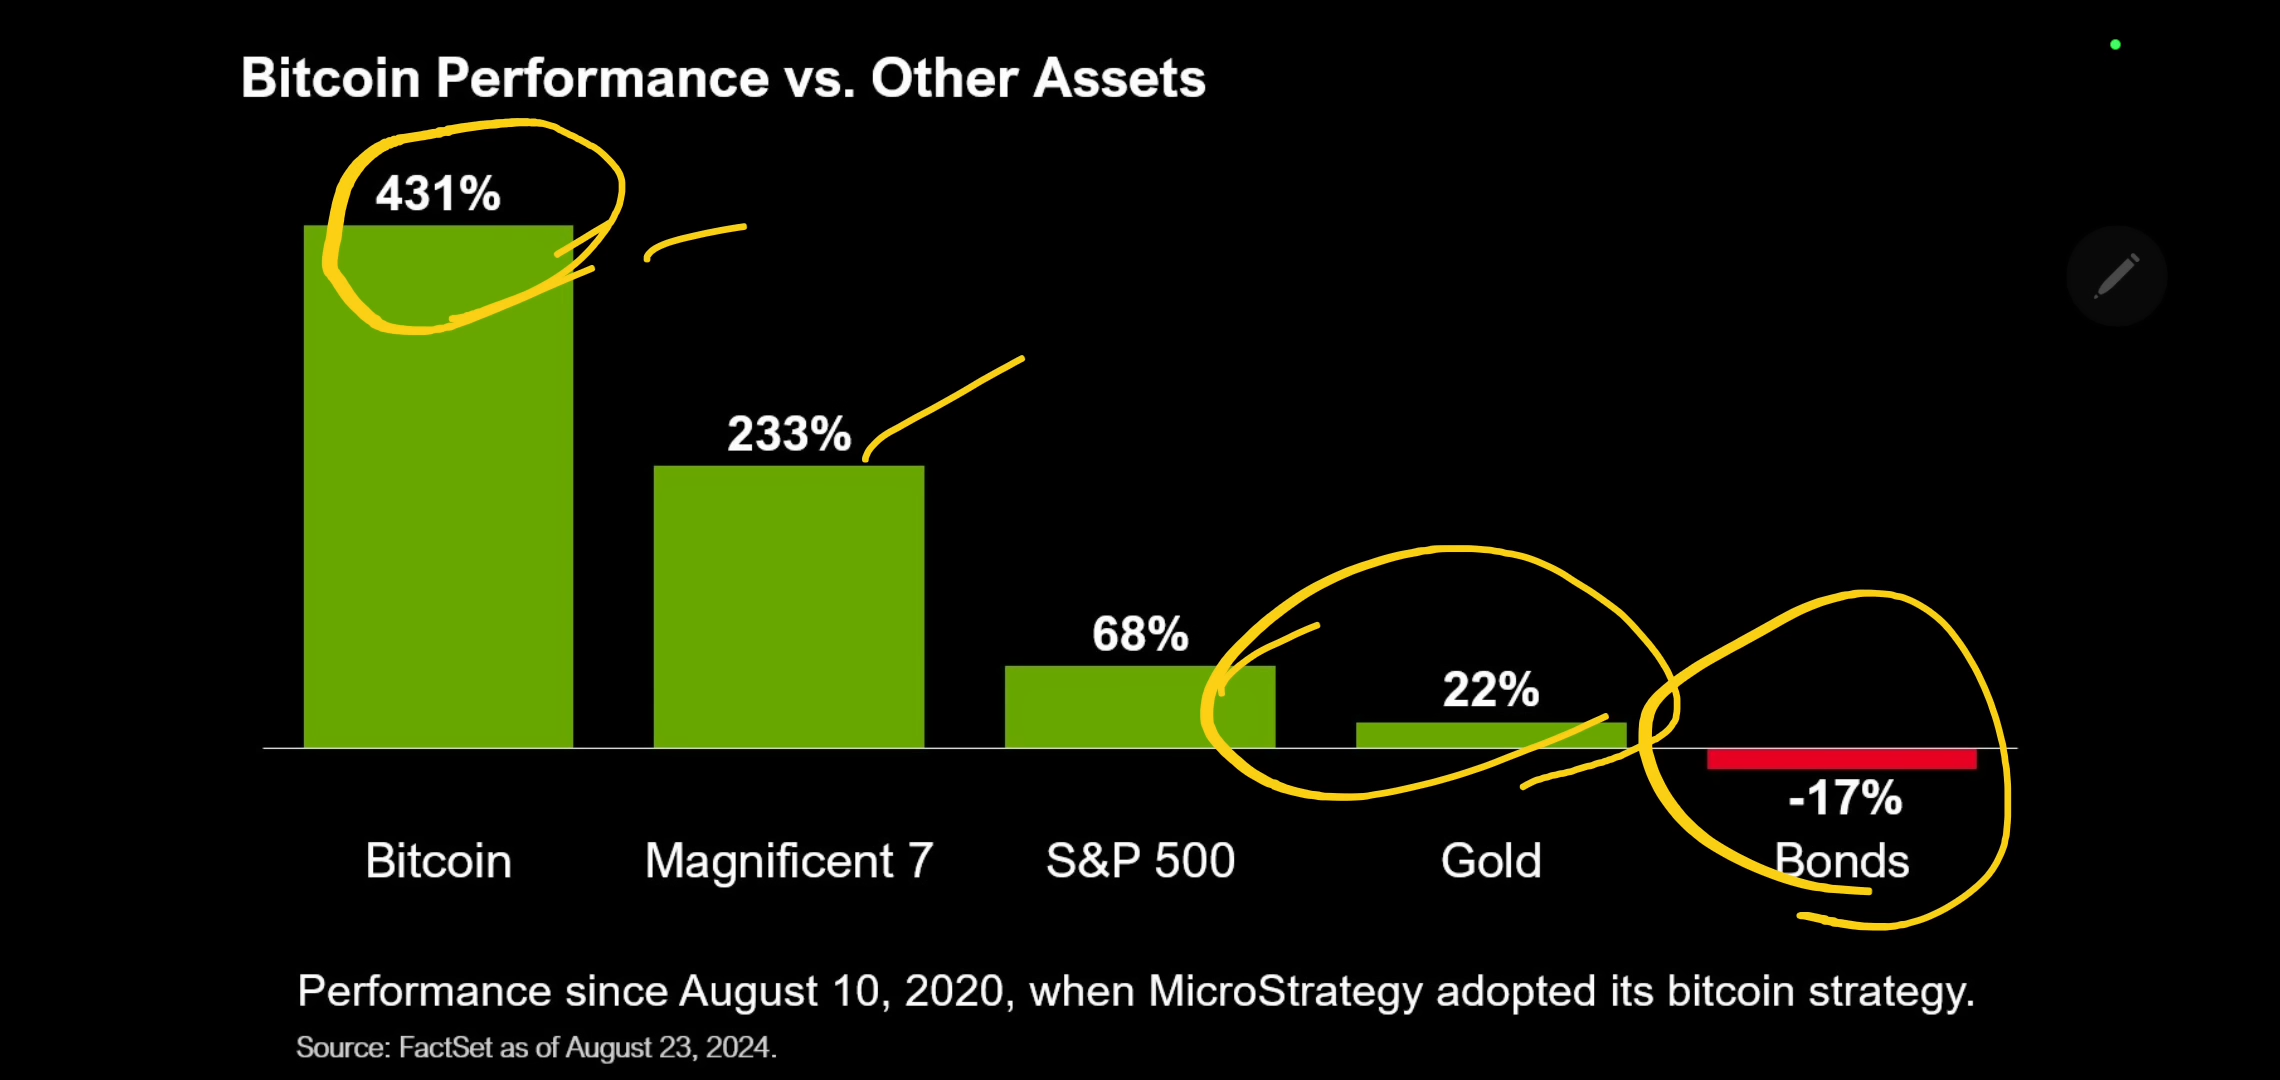 Bitcoin Performance vs. Other Assets
431%
233%
68%
22%
-17%
Bitcoin
Magnificent 7
S&P 500
Gold
Bonds
Performance since August 10, 2020, when MicroStrategy adopted its bitcoin strategy.
Source: FactSet as of August 23, 2024.